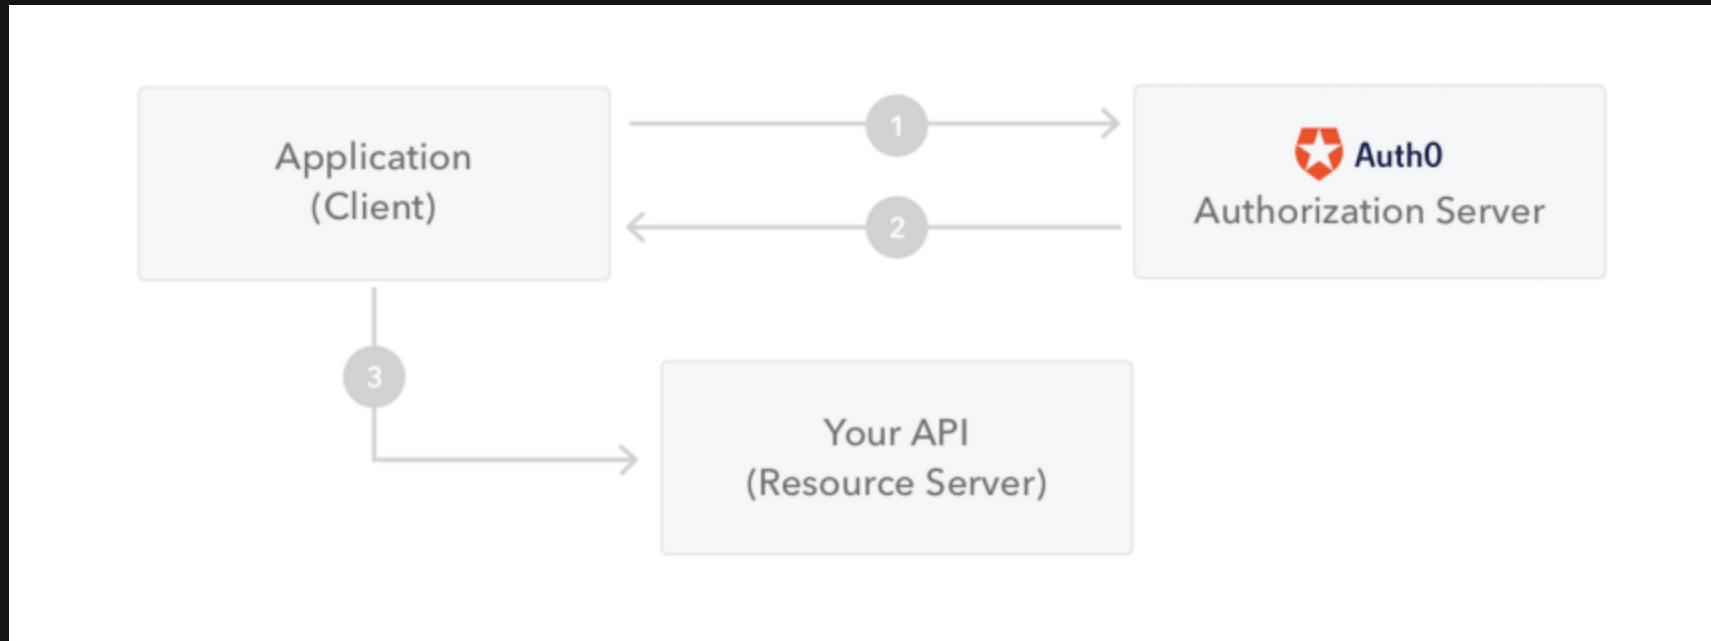 Application
(Client)
1
Auth0
Authorization Server
2
3
Your API
(Resource Server)